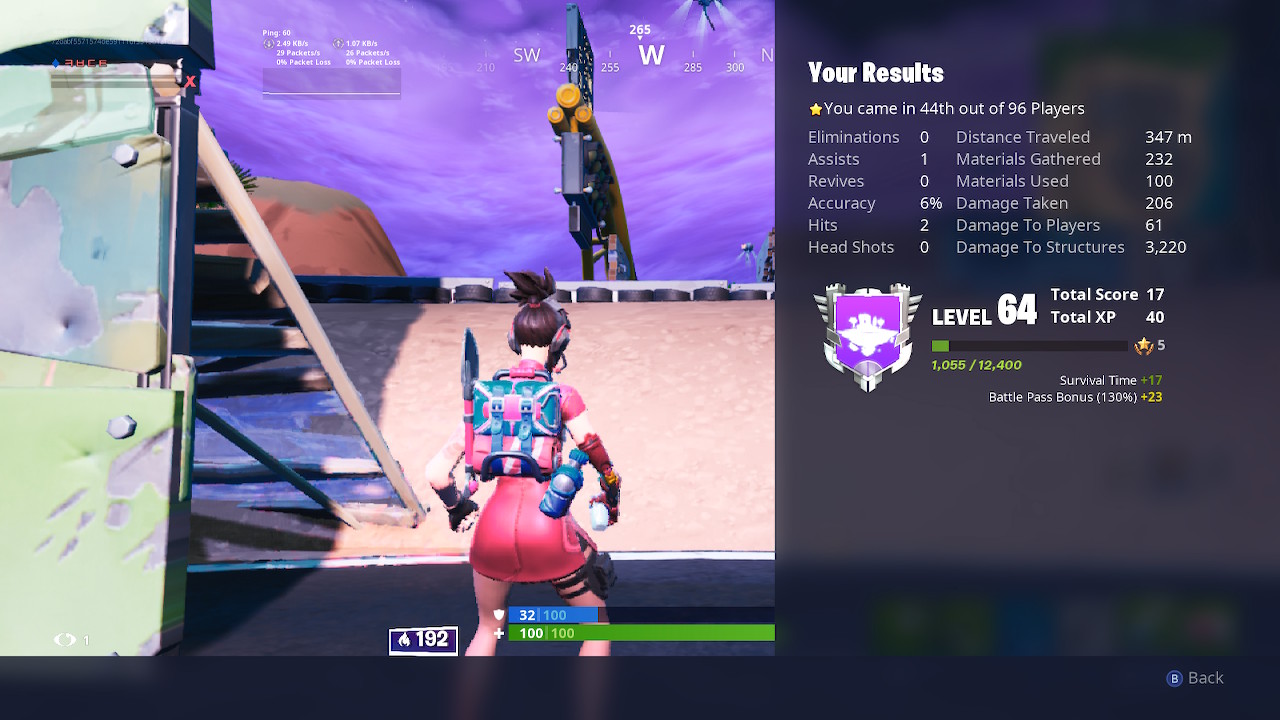 Ping: 60
2.49 KB/s 1.07 KB/s
29 Packets/s 26 Packets/s
0% Packet Loss 0% Packet Loss
265
SW W N
210 240 255 285 300
X
Your Results
You came in 44th out of 96 Players
Eliminations 0 Distance Traveled 347 m
Assists 1 Materials Gathered 232
Revives 0 Materials Used 100
Accuracy 6% Damage Taken 206
Hits 2 Damage To Players 61
Head Shots 0 Damage To Structures 3,220
LEVEL 64
Total Score 17
Total XP 40
5
1,055 / 12,400
Survival Time +17
Battle Pass Bonus (130%) +23
32 | 100
100 | 100
192
1
B Back